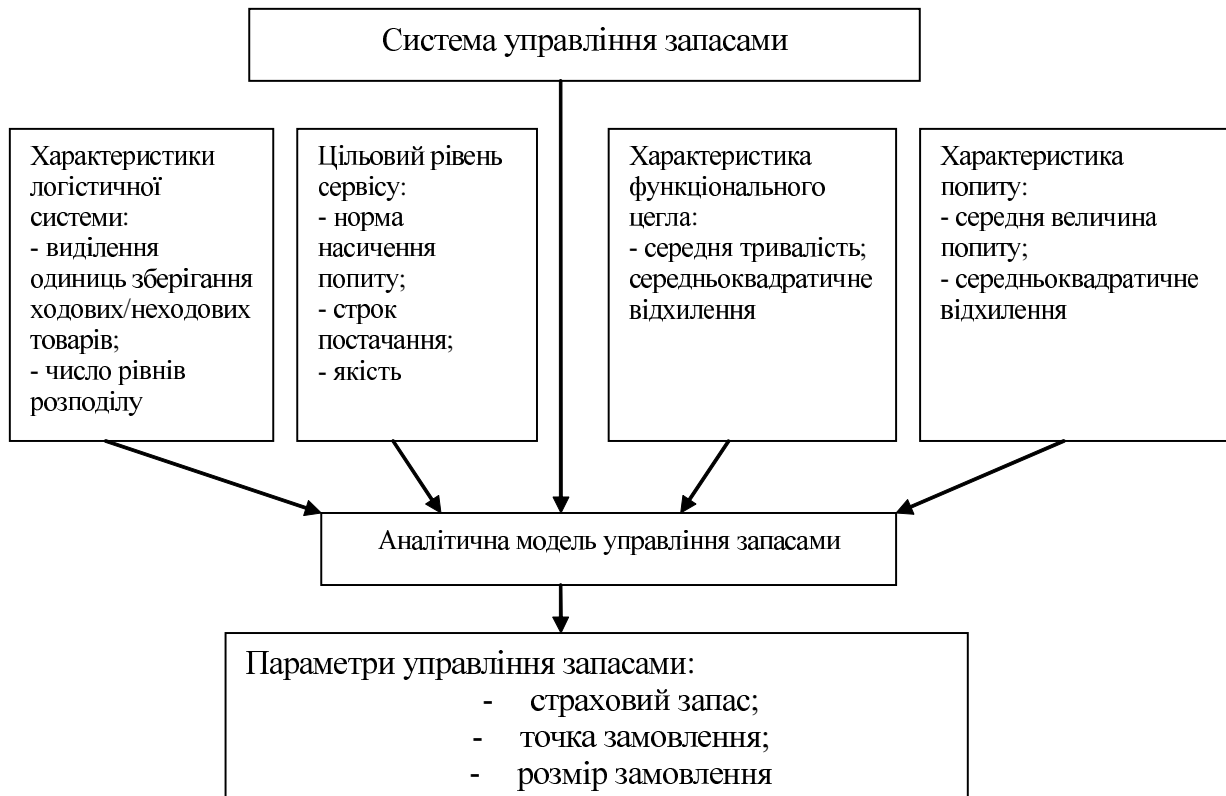 Система управління запасами
Характеристики
логістичної
системи:
- виділення
одиниць зберігання
ходових/неходових
товарів;
- число рівнів
розподілу
Цільовий рівень
сервісу:
- норма
насичення
попиту;
- строк
постачання;
- якість
Характеристика
функціонального
цегла:
- середня тривалість;
середньоквадратичне
відхилення
Характеристика
попиту:
- середня величина
попиту;
- середньоквадратичне
відхилення
Аналітична модель управління запасами
Параметри управління запасами:
- страховий запас;
- точка замовлення;
- розмір замовлення